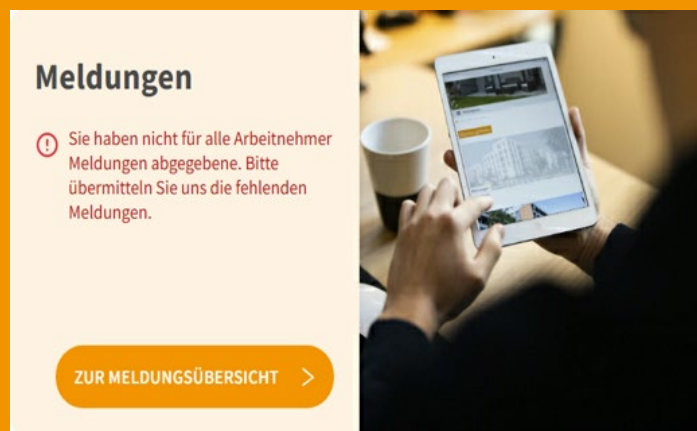 Meldungen
Sie haben nicht für alle Arbeitnehmer
Meldungen abgegebene. Bitte
übermitteln Sie uns die fehlenden
Meldungen.
ZUR MELDUNGSÜBERSICHT